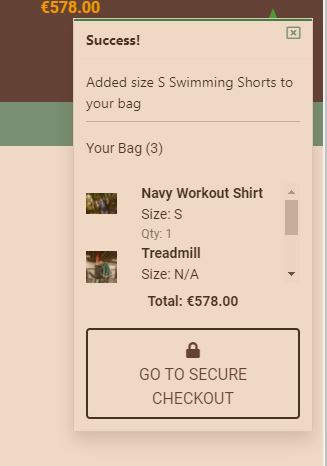 €578.00
Success!
Added size S Swimming Shorts to
your bag
Your Bag (3)
Navy Workout Shirt
Size: S
Qty: 1
Treadmill
Size: N/A
Total: €578.00
GO TO SECURE
CHECKOUT